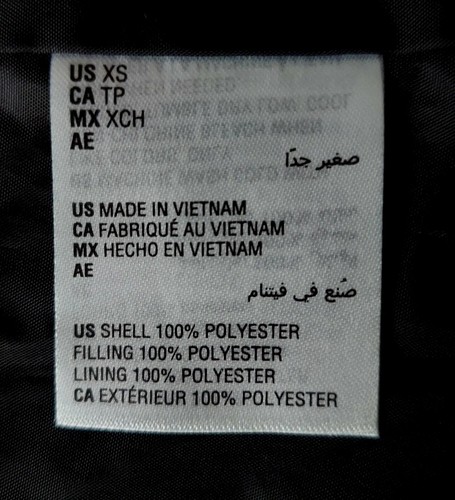 US XS
CA TP
MX XCH
AE
صغير جدًا
US MADE IN VIETNAM
CA FABRIQUÉ AU VIETNAM
MX HECHO EN VIETNAM
AE
صُنع في فيتنام
US SHELL 100% POLYESTER
FILLING 100% POLYESTER
LINING 100% POLYESTER
CA EXTÉRIEUR 100% POLYESTER